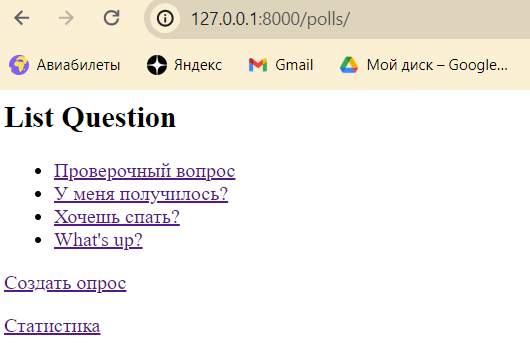 127.0.0.1:8000/polls/
Авиабилеты Яндекс Gmail Мой диск – Google...
List Question
Проверочный вопрос
У меня получилось?
Хочешь спать?
What's up?
Создать опрос
Статистика